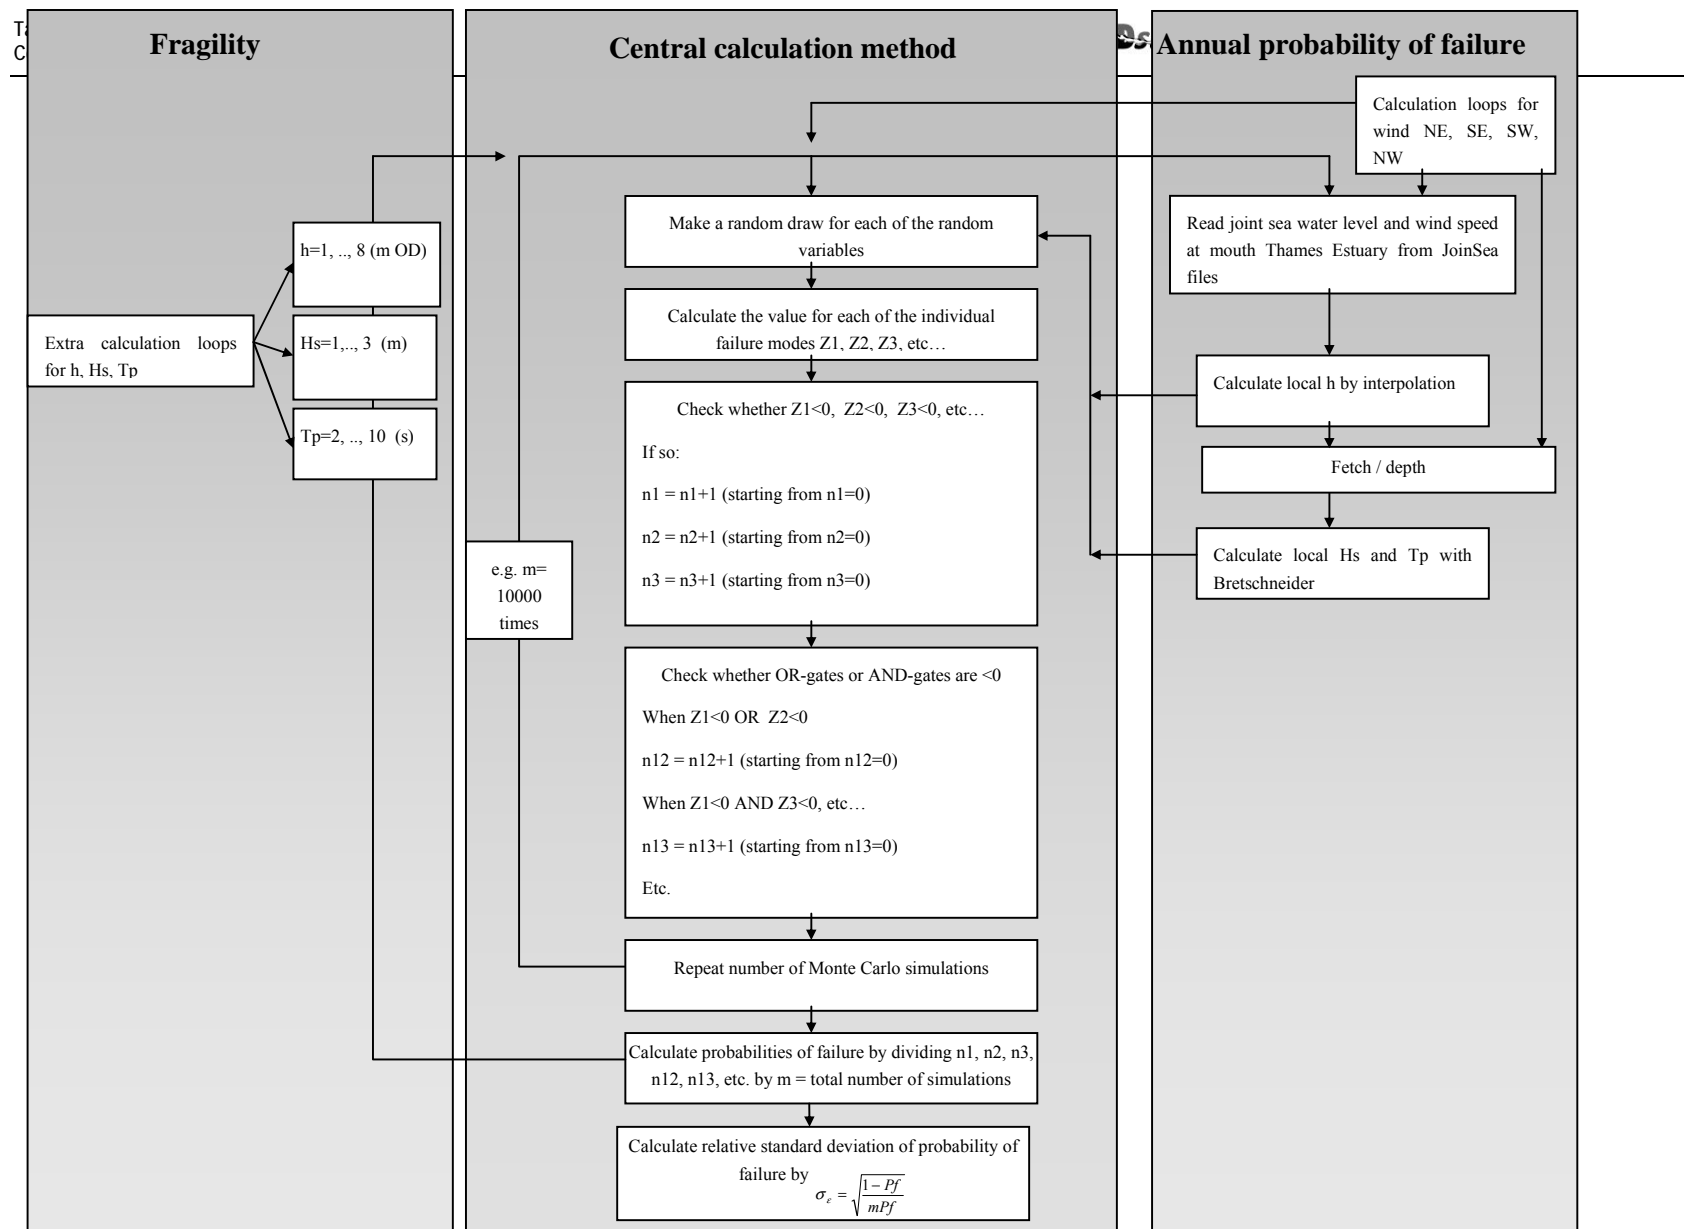 Fragility
Extra calculation loops
for h, Hs, Tp
h=1, .., 8 (m OD)
Hs=1,.., 3 (m)
Tp=2, .., 10 (s)
Central calculation method
Make a random draw for each of the random
variables
Calculate the value for each of the individual
failure modes Z1, Z2, Z3, etc…
Check whether Z1<0, Z2<0, Z3<0, etc…
If so:
n1 = n1+1 (starting from n1=0)
n2 = n2+1 (starting from n2=0)
n3 = n3+1 (starting from n3=0)
e.g. m=
10000
times
Check whether OR-gates or AND-gates are <0
When Z1<0 OR Z2<0
n12 = n12+1 (starting from n12=0)
When Z1<0 AND Z3<0, etc…
n13 = n13+1 (starting from n13=0)
Etc.
Repeat number of Monte Carlo simulations
Calculate probabilities of failure by dividing n1, n2, n3,
n12, n13, etc. by m = total number of simulations
Calculate relative standard deviation of probability of
failure by σε = √((1 − Pf)/(mPf))
Annual probability of failure
Calculation loops for
wind NE, SE, SW,
NW
Read joint sea water level and wind speed
at mouth Thames Estuary from JoinSea
files
Calculate local h by interpolation
Fetch / depth
Calculate local Hs and Tp with
Bretschneider